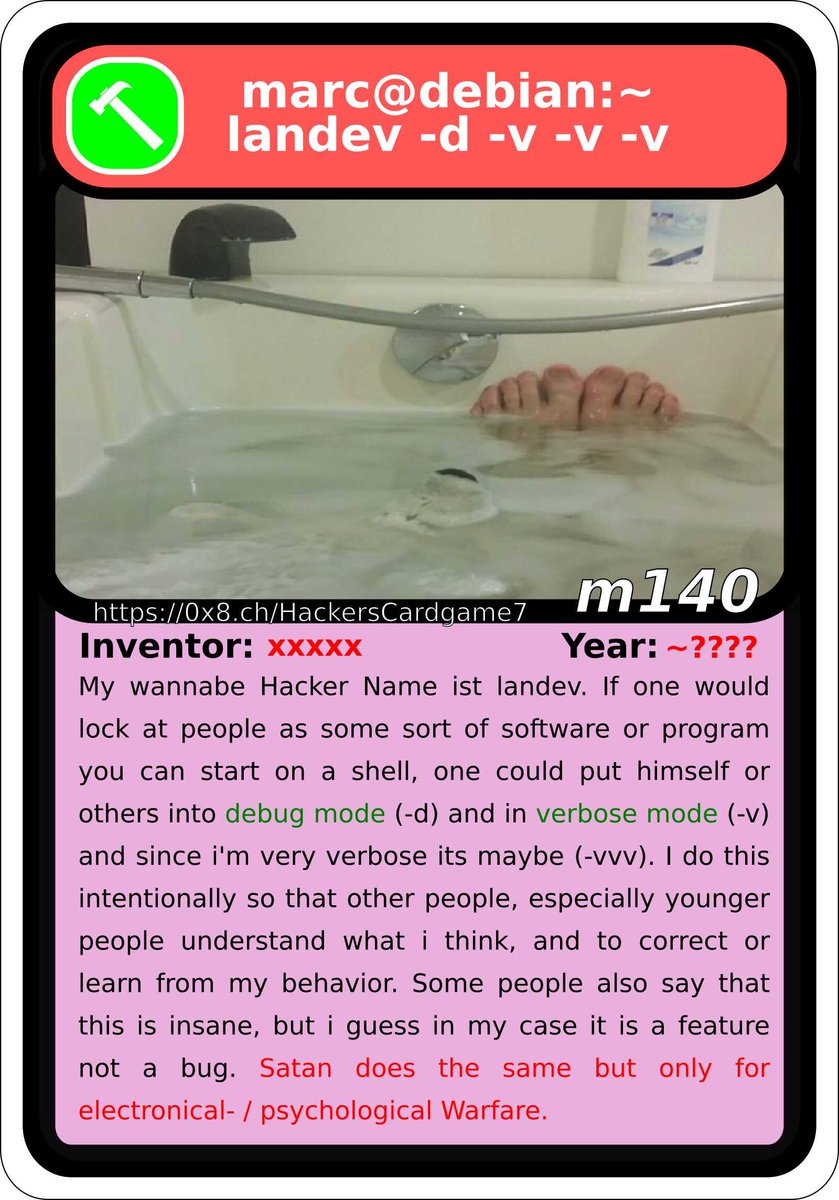 marc@debian:~
landev -d -v -v -v
m140
https://0x8.ch/HackersCardgame7
Inventor: xxxxx Year: ~????
My wannabe Hacker Name ist landev. If one would
lock at people as some sort of software or program
you can start on a shell, one could put himself or
others into debug mode (-d) and in verbose mode (-v)
and since i'm very verbose its maybe (-vvv). I do this
intentionally so that other people, especially younger
people understand what i think, and to correct or
learn from my behavior. Some people also say that
this is insane, but i guess in my case it is a feature
not a bug. Satan does the same but only for
electronical- / psychological Warfare.